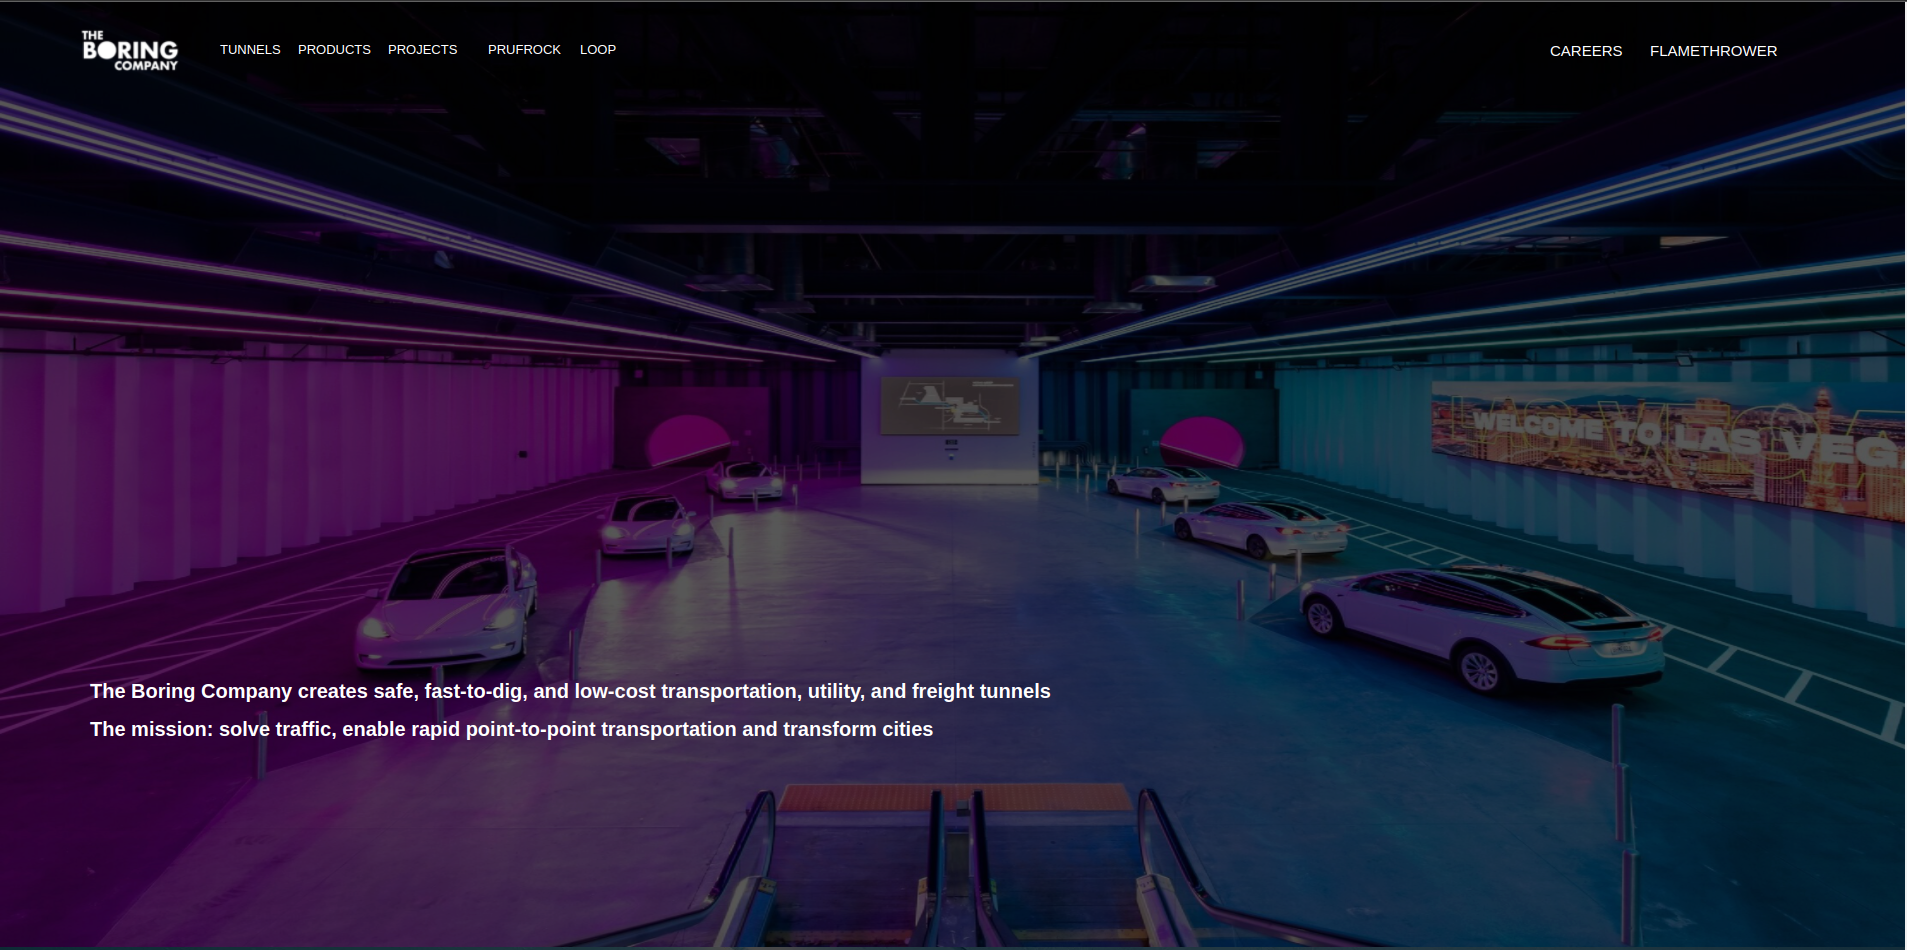 THE
BORING
COMPANY
TUNNELS PRODUCTS PROJECTS PRUFROCK LOOP
CAREERS FLAMETHROWER
WELCOME TO LAS VEG
The Boring Company creates safe, fast-to-dig, and low-cost transportation, utility, and freight tunnels
The mission: solve traffic, enable rapid point-to-point transportation and transform cities